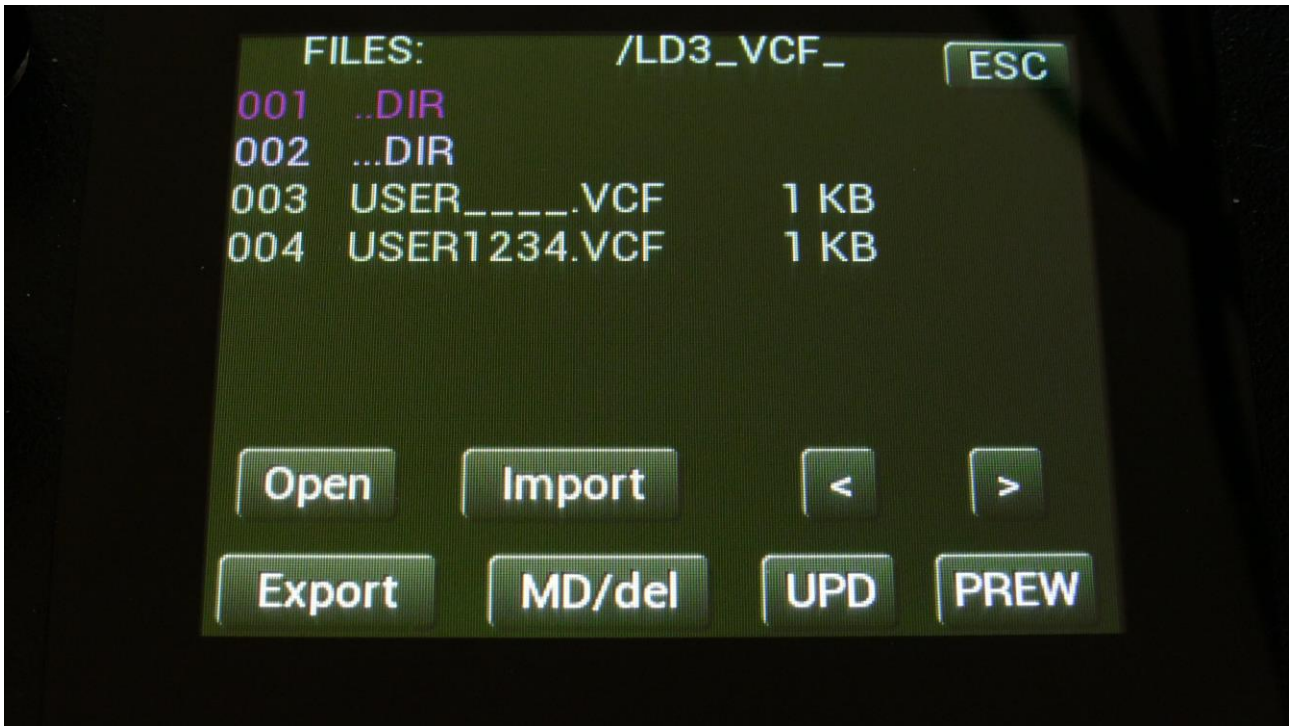 FILES: /LD3_VCF_ ESC
001 ..DIR
002 ...DIR
003 USER____.VCF 1 KB
004 USER1234.VCF 1 KB
Open Import < >
Export MD/del UPD PREW